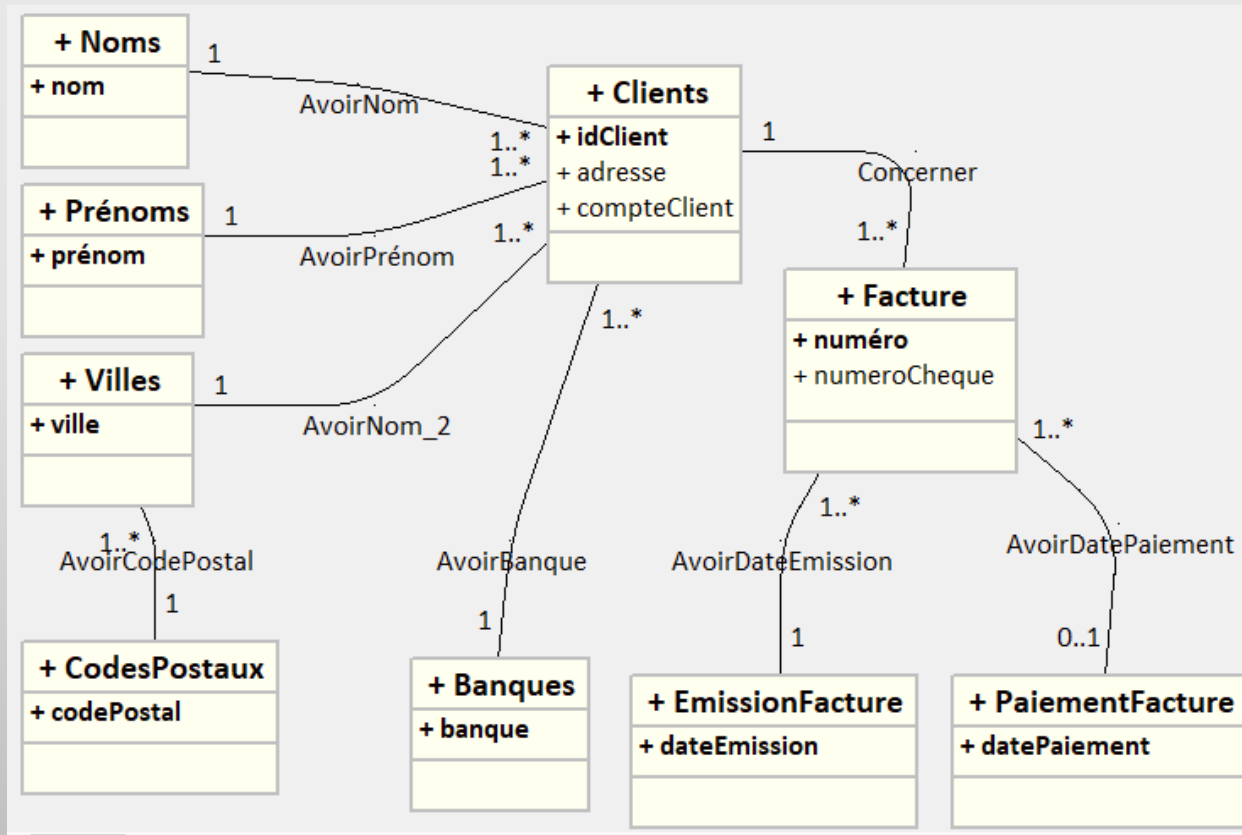 + Noms
+ nom
1
AvoirNom
1..*
+ Clients
+ idClient
+ adresse
+ compteClient
1
Concerner
1..*
+ Prénoms
+ prénom
1
AvoirPrénom
1..*
+ Villes
+ ville
1
AvoirNom_2
1..*
+ Facture
+ numéro
+ numeroCheque
1..*
AvoirCodePostal
1
1..*
AvoirBanque
1
1..*
AvoirDateEmission
1
1..*
AvoirDatePaiement
0..1
+ CodesPostaux
+ codePostal
+ Banques
+ banque
+ EmissionFacture
+ dateEmission
+ PaiementFacture
+ datePaiement